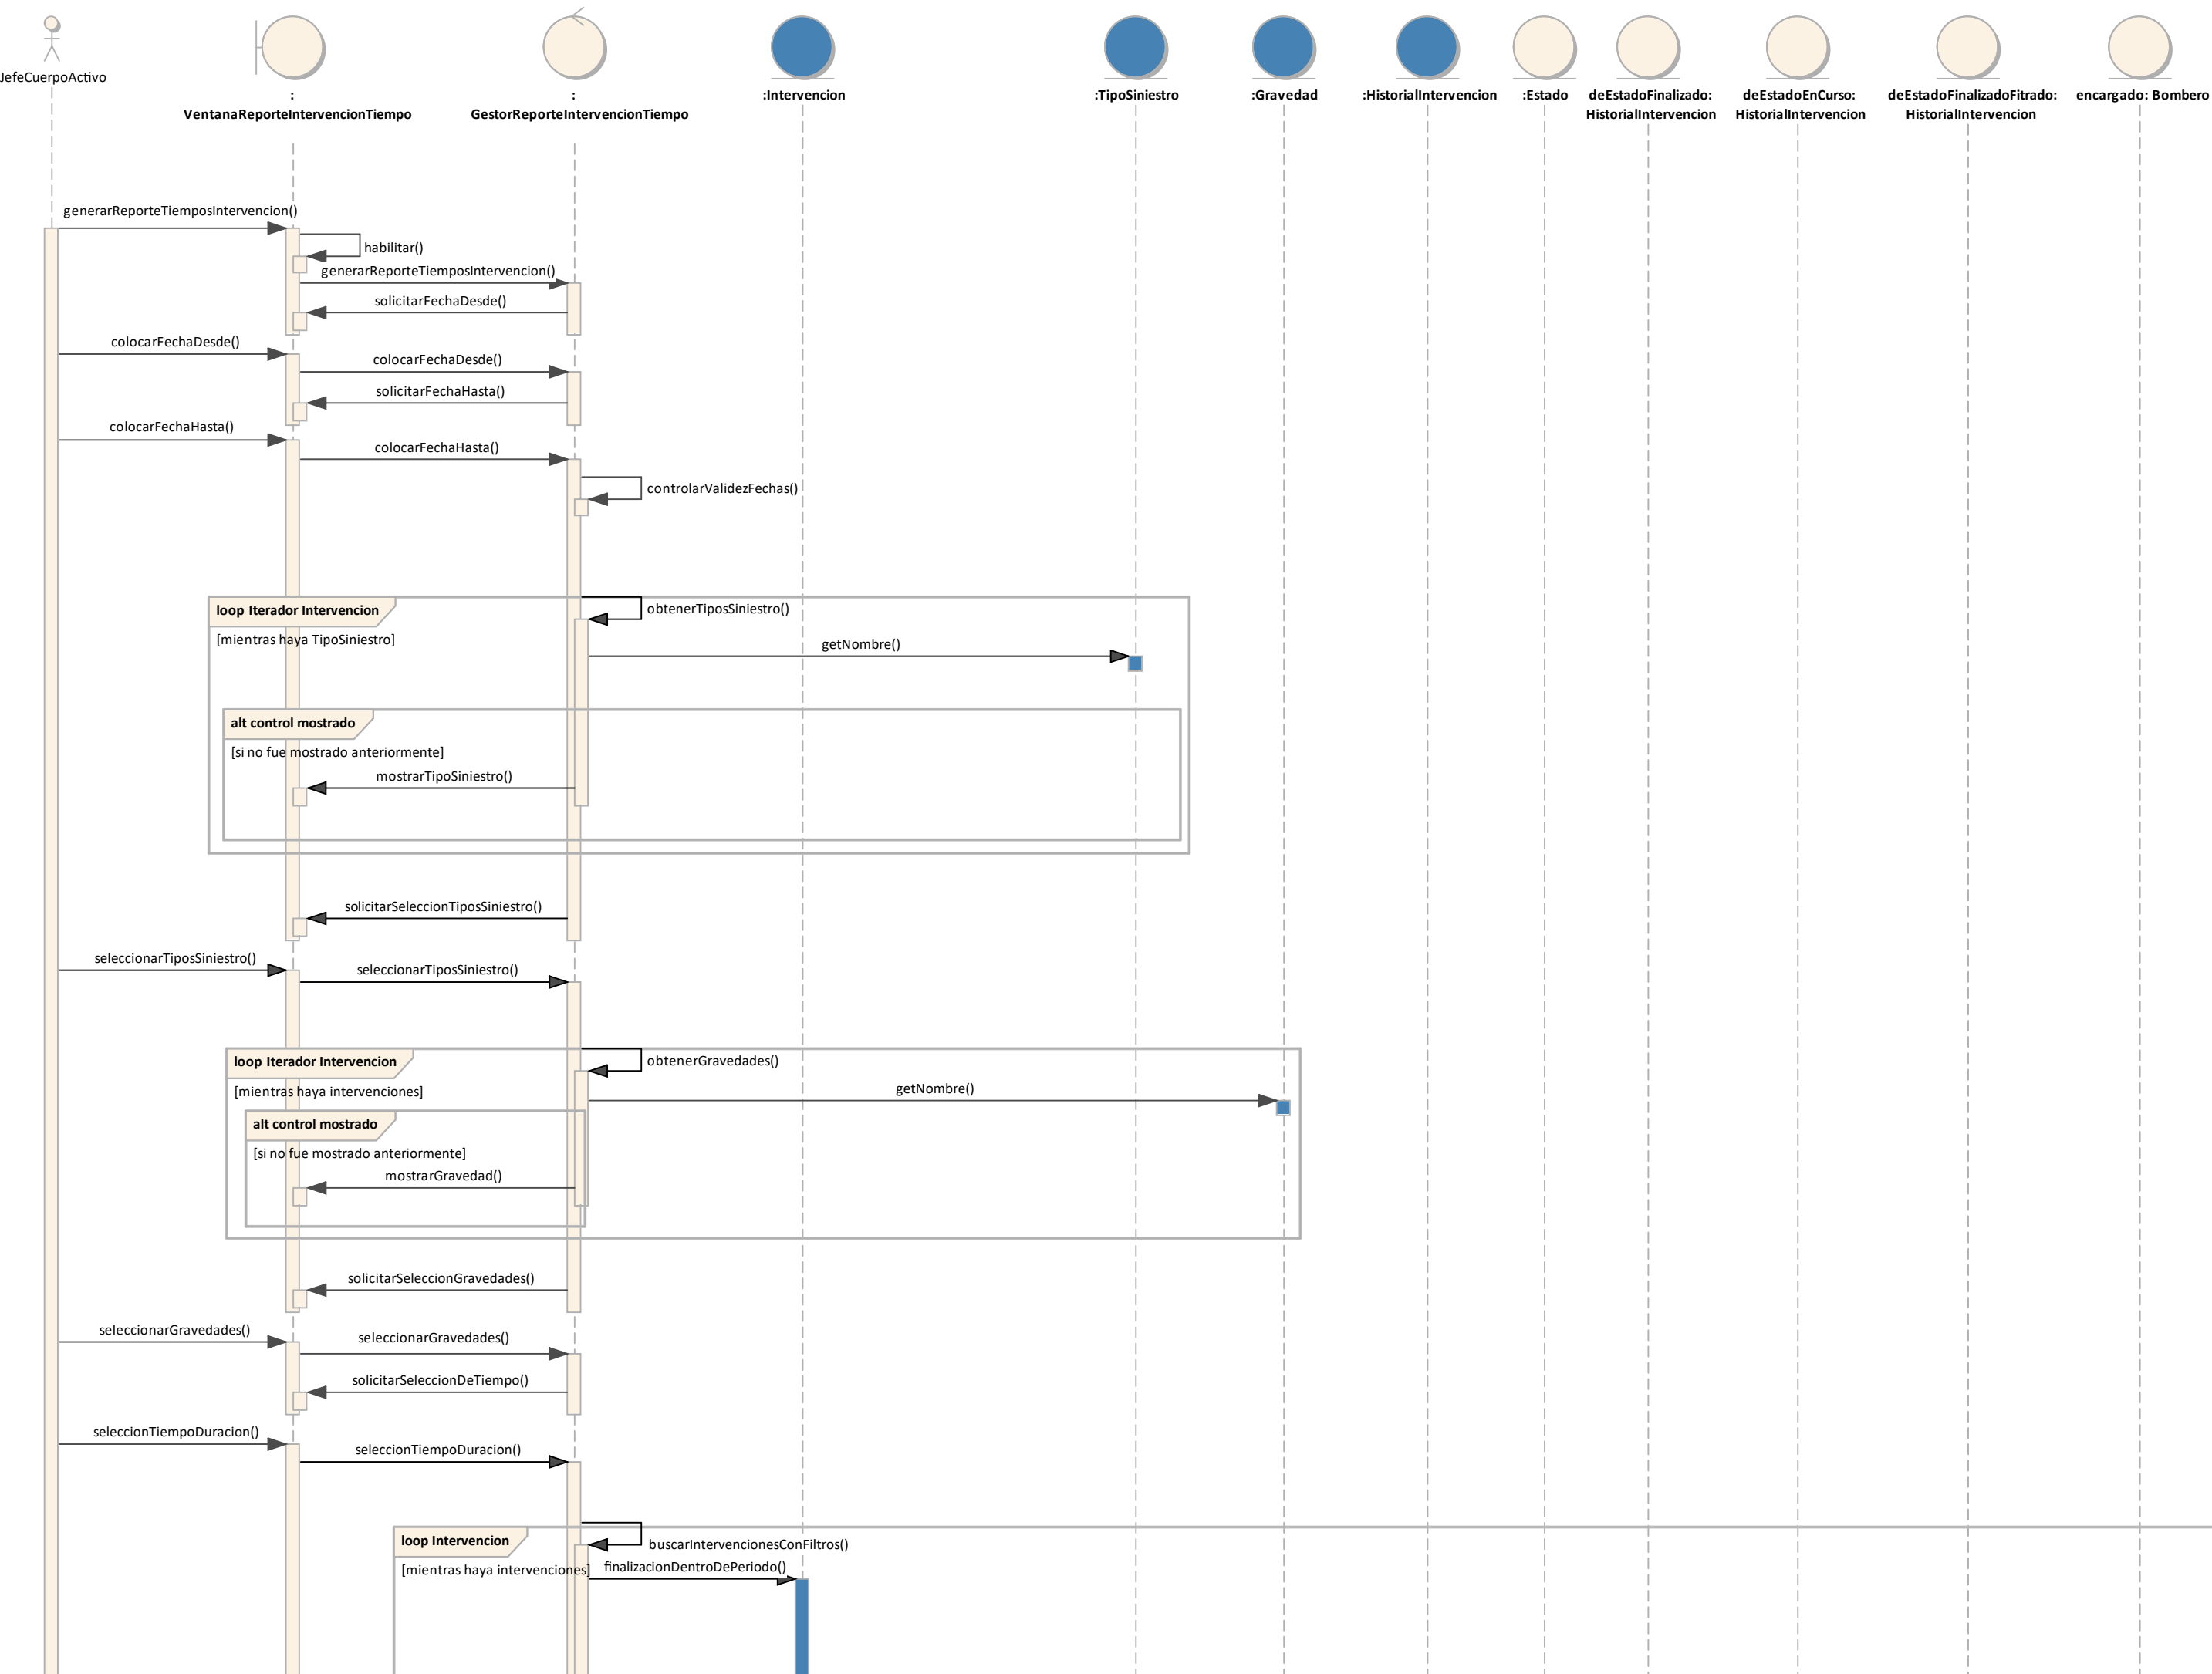 JefeCuerpoActivo
:
VentanaReporteIntervencionTiempo
:
GestorReporteIntervencionTiempo
:Intervencion
:TipoSiniestro
:Gravedad
:HistorialIntervencion
:Estado
deEstadoFinalizado:
HistorialIntervencion
deEstadoEnCurso:
HistorialIntervencion
deEstadoFinalizadoFitrado:
HistorialIntervencion
encargado: Bombero
generarReporteTiemposIntervencion()
habilitar()
generarReporteTiemposIntervencion()
solicitarFechaDesde()
colocarFechaDesde()
colocarFechaDesde()
solicitarFechaHasta()
colocarFechaHasta()
colocarFechaHasta()
controlarValidezFechas()
loop Iterador Intervencion
obtenerTiposSiniestro()
[mientras haya TipoSiniestro]
getNombre()
alt control mostrado
[si no fue mostrado anteriormente]
mostrarTipoSiniestro()
solicitarSeleccionTiposSiniestro()
seleccionarTiposSiniestro()
seleccionarTiposSiniestro()
loop Iterador Intervencion
obtenerGravedades()
[mientras haya intervenciones]
getNombre()
alt control mostrado
[si no fue mostrado anteriormente]
mostrarGravedad()
solicitarSeleccionGravedades()
seleccionarGravedades()
seleccionarGravedades()
solicitarSeleccionDeTiempo()
seleccionTiempoDuracion()
seleccionTiempoDuracion()
loop Intervencion
buscarIntervencionesConFiltros()
[mientras haya intervenciones]
finalizacionDentroDePeriodo()